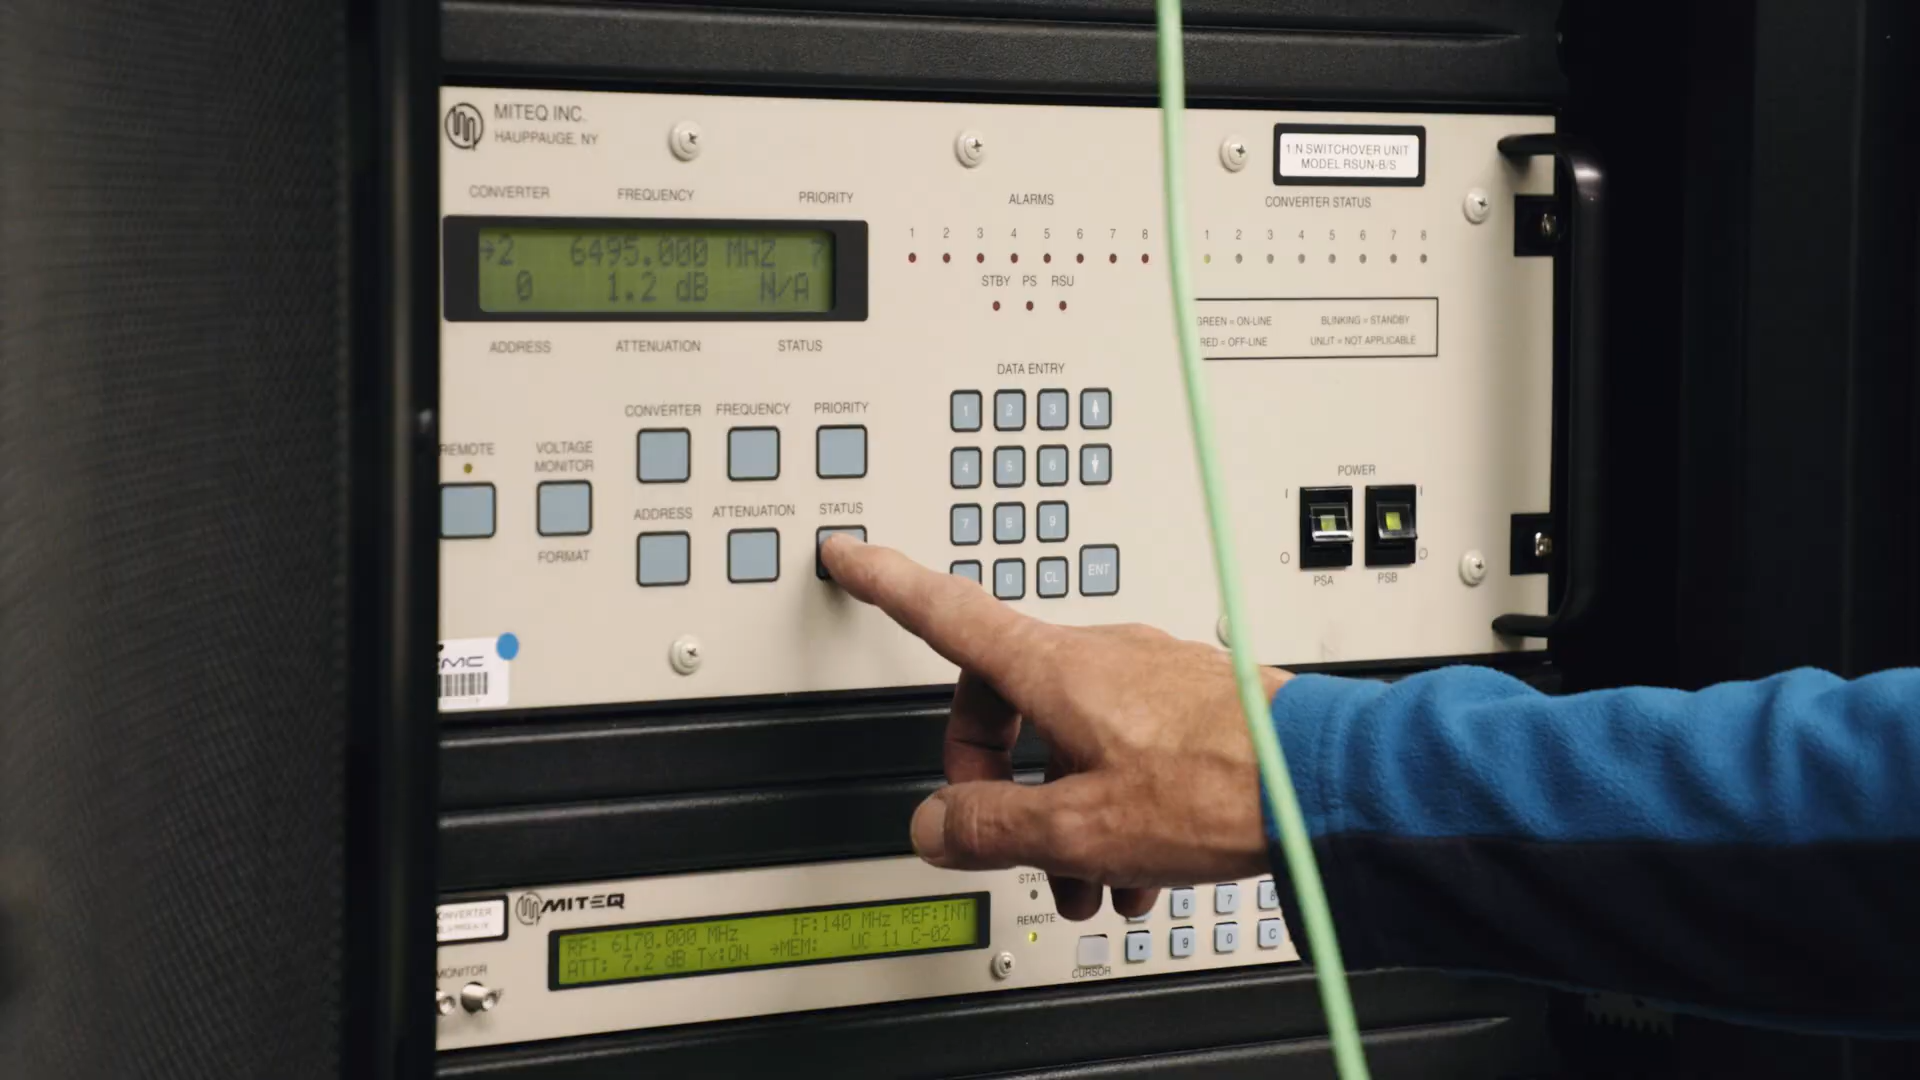 MITEQ INC.
HAUPPAUGE, NY
1:N SWITCHOVER UNIT
MODEL RSUN-B/S
CONVERTER FREQUENCY PRIORITY
→2 6495.000 MHZ 7
0 1.2 dB N/A
ADDRESS ATTENUATION STATUS
ALARMS
1 2 3 4 5 6 7 8
STBY PS RSU
CONVERTER STATUS
1 2 3 4 5 6 7 8
GREEN = ON-LINE BLINKING = STANDBY
RED = OFF-LINE UNLIT = NOT APPLICABLE
DATA ENTRY
1 2 3
4 5 6
7 8 9
0 CL ENT
REMOTE
VOLTAGE
MONITOR
FORMAT
CONVERTER FREQUENCY PRIORITY
ADDRESS ATTENUATION STATUS
POWER
I I
O O
PSA PSB
MITEQ
RF: 6170.000 MHz IF:140 MHz REF:INT
ATT: 7.2 dB Tx:ON →MEM: UC 11 C-02
MONITOR
REMOTE
CURSOR
6 7 8
. 9 0 C